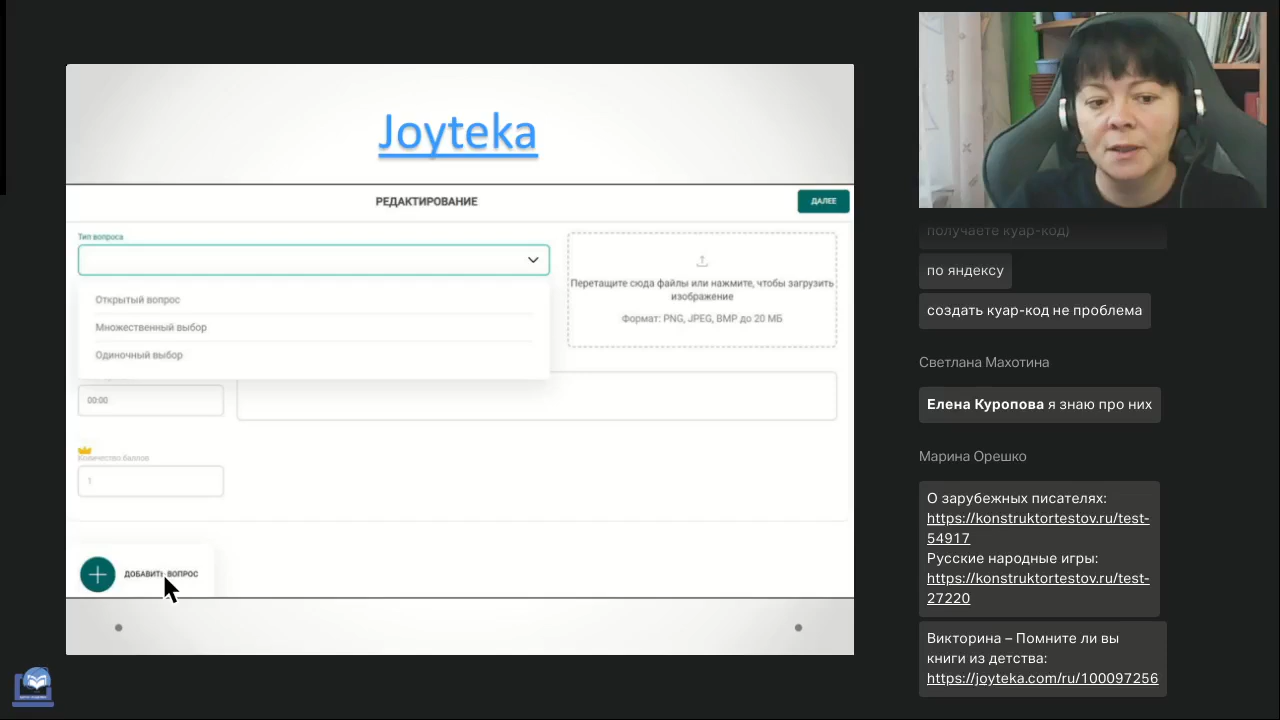 Joyteka
РЕДАКТИРОВАНИЕ
ДАЛЕЕ
Тип вопроса
Открытый вопрос
Множественный выбор
Одиночный выбор
Перетащите сюда файлы или нажмите, чтобы загрузить
изображение
Формат: PNG, JPEG, BMP до 20 МБ
00:00
Количество баллов
1
ДОБАВИТЬ ВОПРОС
получаете куар-код)
по яндексу
создать куар-код не проблема
Светлана Махотина
Елена Куропова я знаю про них
Марина Орешко
О зарубежных писателях:
https://konstruktortestov.ru/test-
54917
Русские народные игры:
https://konstruktortestov.ru/test-
27220
Викторина – Помните ли вы
книги из детства:
https://joyteka.com/ru/100097256